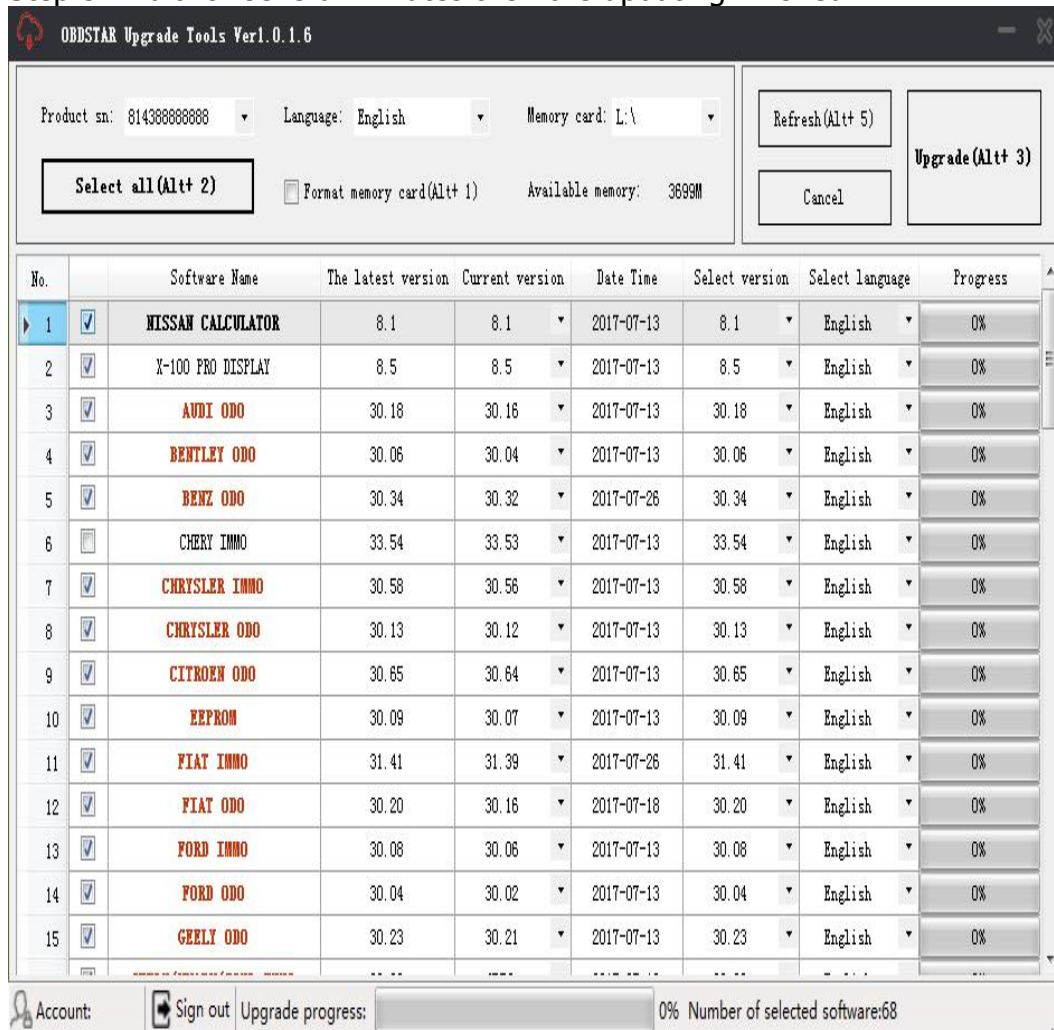 OBDSTAR Upgrade Tools Ver1.0.1.6
Product sn: 814388888888 Language: English Memory card: L:\ Refresh(Alt+ 5) Upgrade(Alt+ 3)
Select all(Alt+ 2) Format memory card(Alt+ 1) Available memory: 3699M Cancel
No. Software Name The latest version Current version Date Time Select version Select language Progress
1 NISSAN CALCULATOR 8.1 8.1 2017-07-13 8.1 English 0%
2 X-100 PRO DISPLAY 8.5 8.5 2017-07-13 8.5 English 0%
3 AUDI ODO 30.18 30.16 2017-07-13 30.18 English 0%
4 BENTLEY ODO 30.06 30.04 2017-07-13 30.06 English 0%
5 BENZ ODO 30.34 30.32 2017-07-26 30.34 English 0%
6 CHERY IMMO 33.54 33.53 2017-07-13 33.54 English 0%
7 CHRYSLER IMMO 30.58 30.56 2017-07-13 30.58 English 0%
8 CHRYSLER ODO 30.13 30.12 2017-07-13 30.13 English 0%
9 CITROEN ODO 30.65 30.64 2017-07-13 30.65 English 0%
10 EEPROM 30.09 30.07 2017-07-13 30.09 English 0%
11 FIAT IMMO 31.41 31.39 2017-07-26 31.41 English 0%
12 FIAT ODO 30.20 30.16 2017-07-18 30.20 English 0%
13 FORD IMMO 30.08 30.06 2017-07-13 30.08 English 0%
14 FORD ODO 30.04 30.02 2017-07-13 30.04 English 0%
15 GEELY ODO 30.23 30.21 2017-07-13 30.23 English 0%
Account: Sign out Upgrade progress: 0% Number of selected software:68